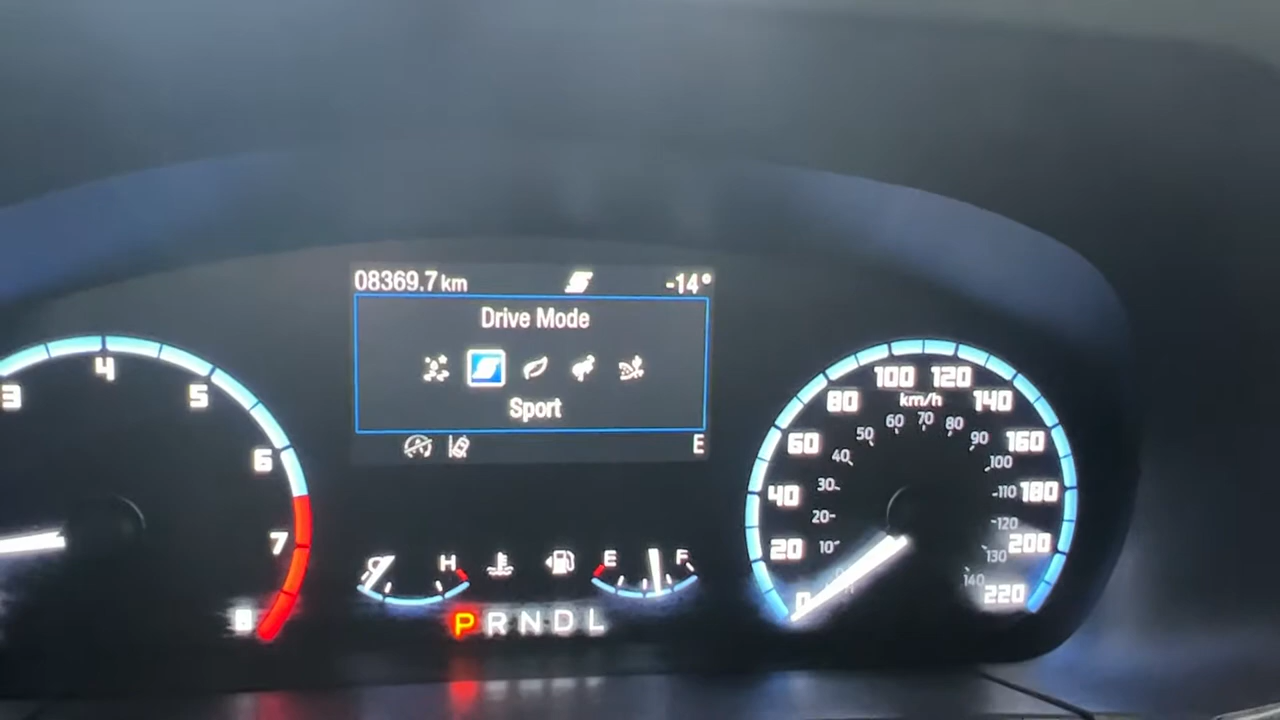 08369.7 km -14°
Drive Mode
Sport
E
3 4 5 6 7 8
C H
E F
P R N D L
0 20 40 60 80 100 120 140 160 180 200 220
km/h
10 20 30 40 50 60 70 80 90 100 110 120 130 140